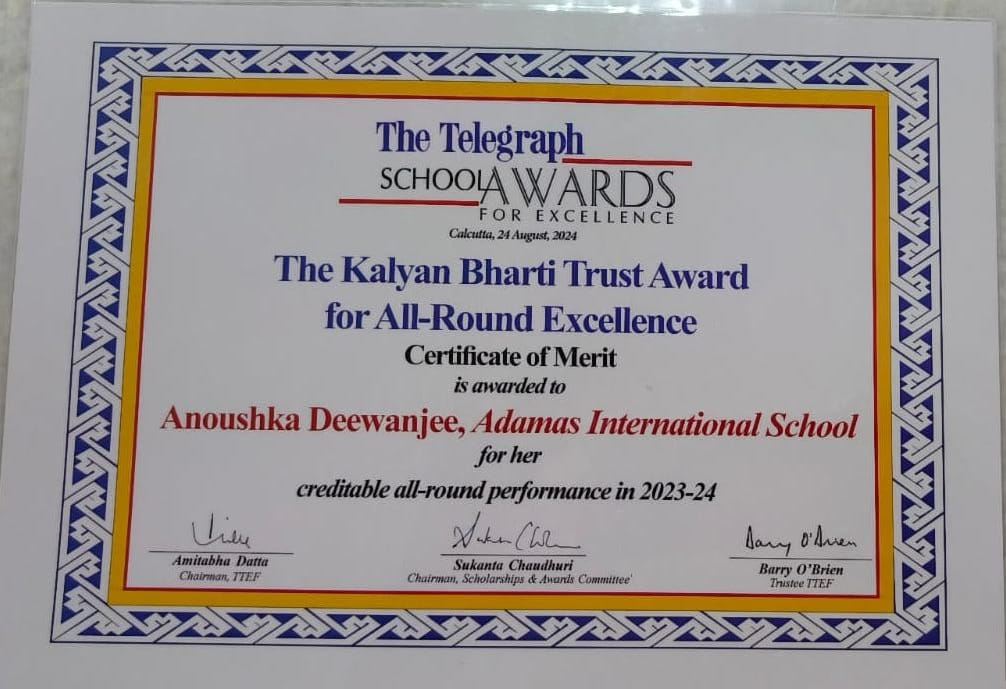 The Telegraph
SCHOOL AWARDS
FOR EXCELLENCE
Calcutta, 24 August, 2024
The Kalyan Bharti Trust Award
for All-Round Excellence
Certificate of Merit
is awarded to
Anoushka Deewanjee, Adamas International School
for her
creditable all-round performance in 2023-24
Amitabha Datta
Chairman, TTEF
Sukanta Chaudhuri
Chairman, Scholarships & Awards Committee'
Barry O'Brien
Barry O’Brien
Trustee TTEF